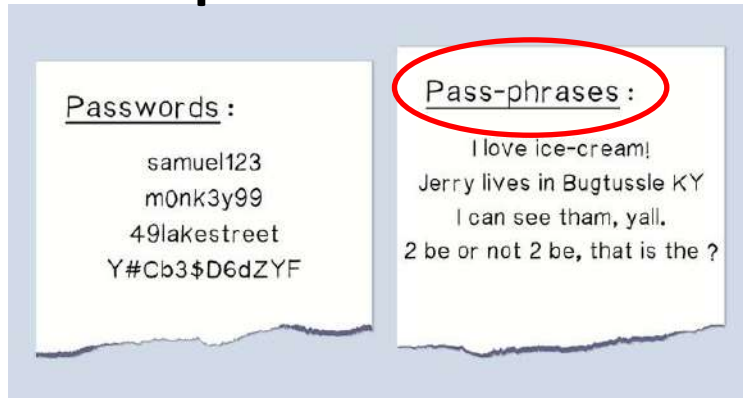 Passwords:
samuel123
m0nk3y99
49lakestreet
Y#Cb3$D6dZYF
Pass-phrases:
I love ice-cream!
Jerry lives in Bugtussle KY
I can see tham, yall.
2 be or not 2 be, that is the ?